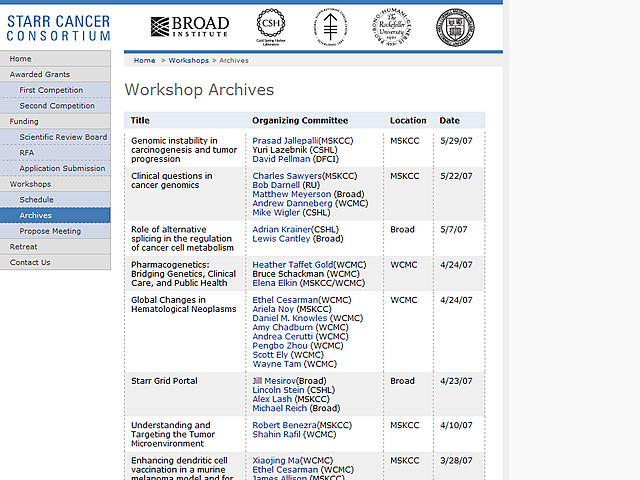 STARR CANCER
CONSORTIUM
BROAD
INSTITUTE
CSH
Cold Spring Harbor
Laboratory
The
Rockefeller
University
Home > Workshops > Archives
Home
Awarded Grants
First Competition
Second Competition
Funding
Scientific Review Board
RFA
Application Submission
Workshops
Schedule
Archives
Propose Meeting
Retreat
Contact Us
Workshop Archives
Title Organizing Committee Location Date
Genomic instability in
carcinogenesis and tumor
progression
Prasad Jallepalli(MSKCC)
Yuri Lazebnik (CSHL)
David Pellman (DFCI)
MSKCC
5/29/07
Clinical questions in
cancer genomics
Charles Sawyers(MSKCC)
Bob Darnell (RU)
Matthew Meyerson (Broad)
Andrew Danneberg (WCMC)
Mike Wigler (CSHL)
MSKCC
5/22/07
Role of alternative
splicing in the regulation
of cancer cell metabolism
Adrian Krainer(CSHL)
Lewis Cantley (Broad)
Broad
5/7/07
Pharmacogenetics:
Bridging Genetics, Clinical
Care, and Public Health
Heather Taffet Gold(WCMC)
Bruce Schackman (WCMC)
Elena Elkin (MSKCC/WCMC)
WCMC
4/24/07
Global Changes in
Hematological Neoplasms
Ethel Cesarman(WCMC)
Ariela Noy (MSKCC)
Daniel M. Knowles (WCMC)
Amy Chadburn (WCMC)
Andrea Cerutti (WCMC)
Pengbo Zhou (WCMC)
Scott Ely (WCMC)
Wayne Tam (WCMC)
WCMC
4/24/07
Starr Grid Portal
Jill Mesirov(Broad)
Lincoln Stein (CSHL)
Alex Lash (MSKCC)
Michael Reich (Broad)
Broad
4/23/07
Understanding and
Targeting the Tumor
Microenvironment
Robert Benezra(MSKCC)
Shahin Rafil (WCMC)
MSKCC
4/10/07
Enhancing dendritic cell
vaccination in a murine
melanoma model and for
Xiaojing Ma(WCMC)
Ethel Cesarman (WCMC)
James Allison (MSKCC)
MSKCC
3/28/07